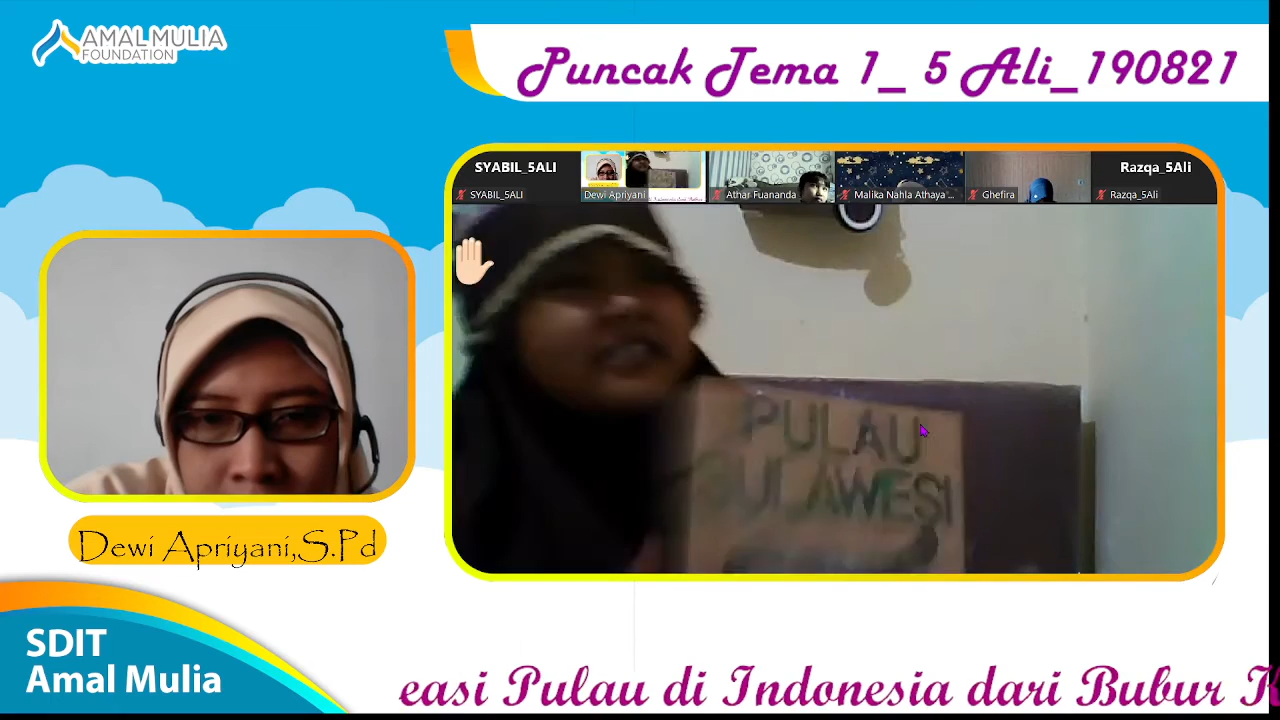 AMAL MULIA
FOUNDATION
Puncak Tema 1_ 5 Ali_190821
SYABIL_5ALI
Razqa_5Ali
SYABIL_5ALI
Dewi Apriyani
Athar Fuananda
Malika Nahla Athaya ...
Ghefira
Razqa_5Ali
PULAU
SULAWESI
Dewi Apriyani,S.Pd
SDIT
Amal Mulia
easi Pulau di Indonesia dari Bubur K